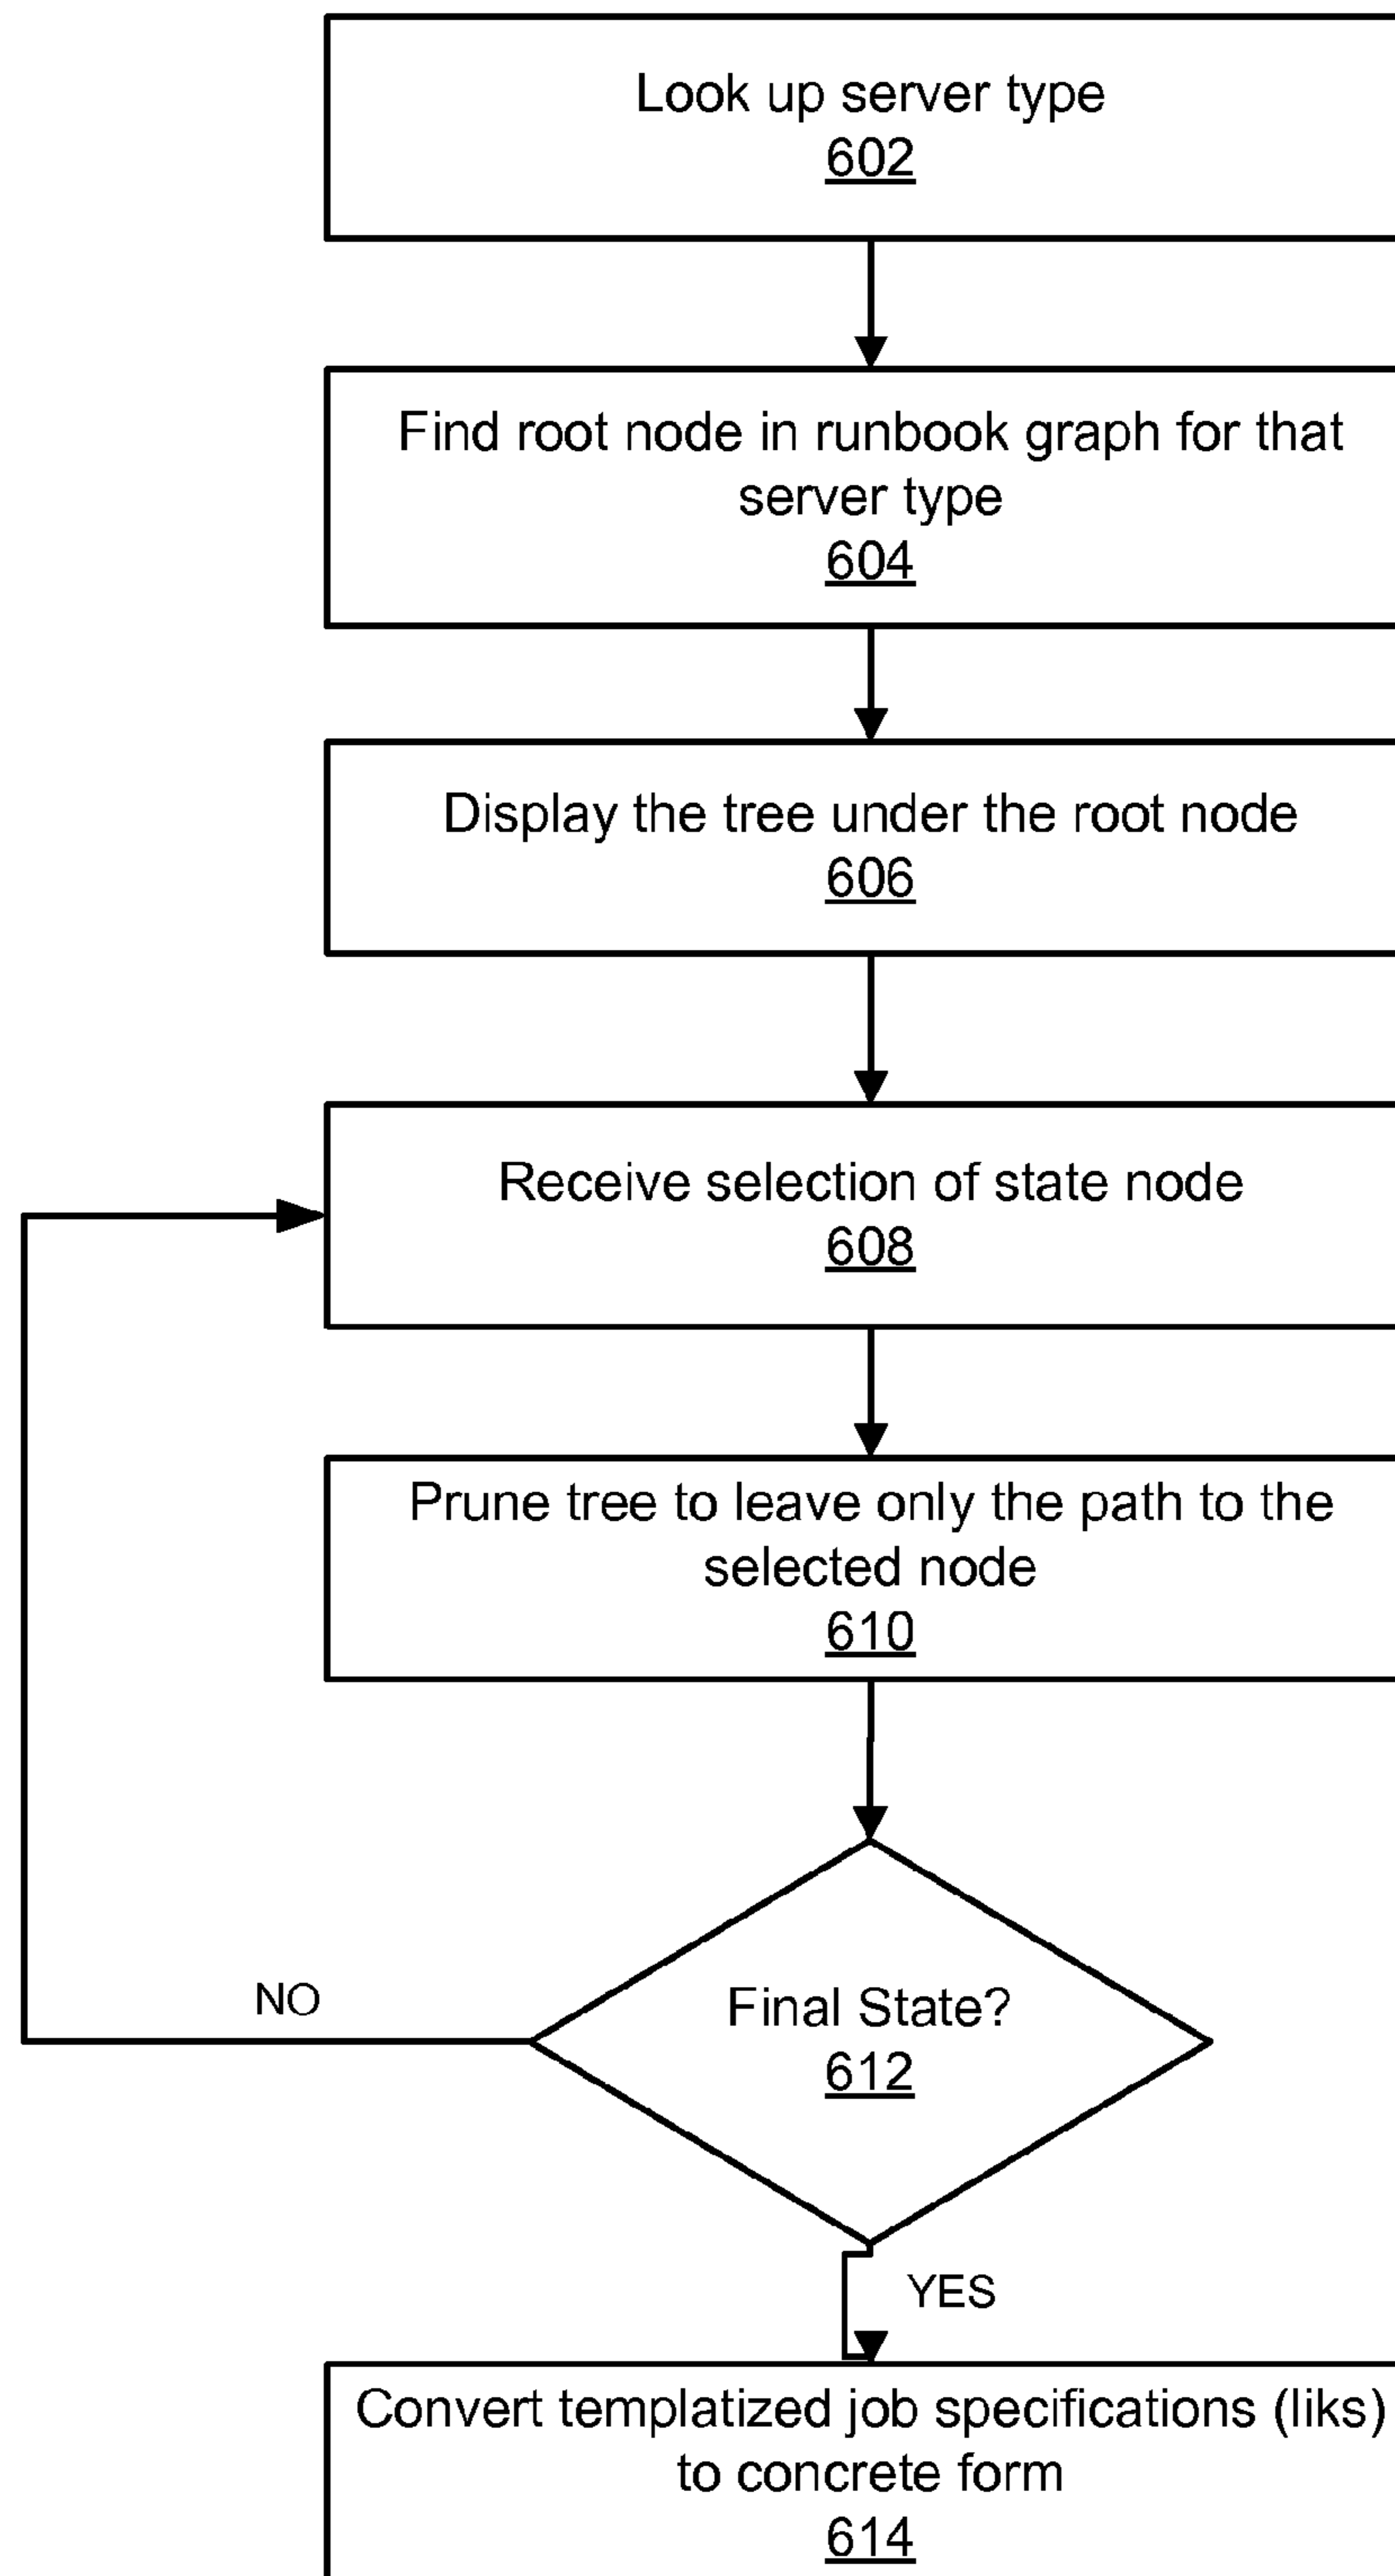 Look up server type
602
Find root node in runbook graph for that
server type
604
Display the tree under the root node
606
Receive selection of state node
608
Prune tree to leave only the path to the
selected node
610
Final State?
612
NO
YES
Convert templatized job specifications (liks)
to concrete form
614